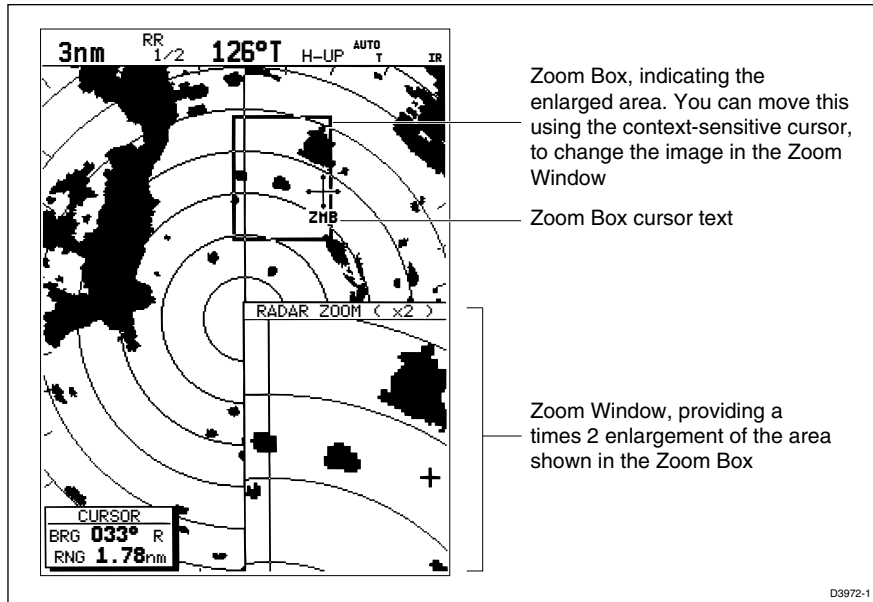 3nm RR 1/2 126°T H-UP AUTO T IR
Zoom Box, indicating the
enlarged area. You can move this
using the context-sensitive cursor,
to change the image in the Zoom
Window
ZMB
Zoom Box cursor text
RADAR ZOOM ( x2 )
Zoom Window, providing a
times 2 enlargement of the area
shown in the Zoom Box
CURSOR
BRG 033° R
RNG 1.78nm
D3972-1